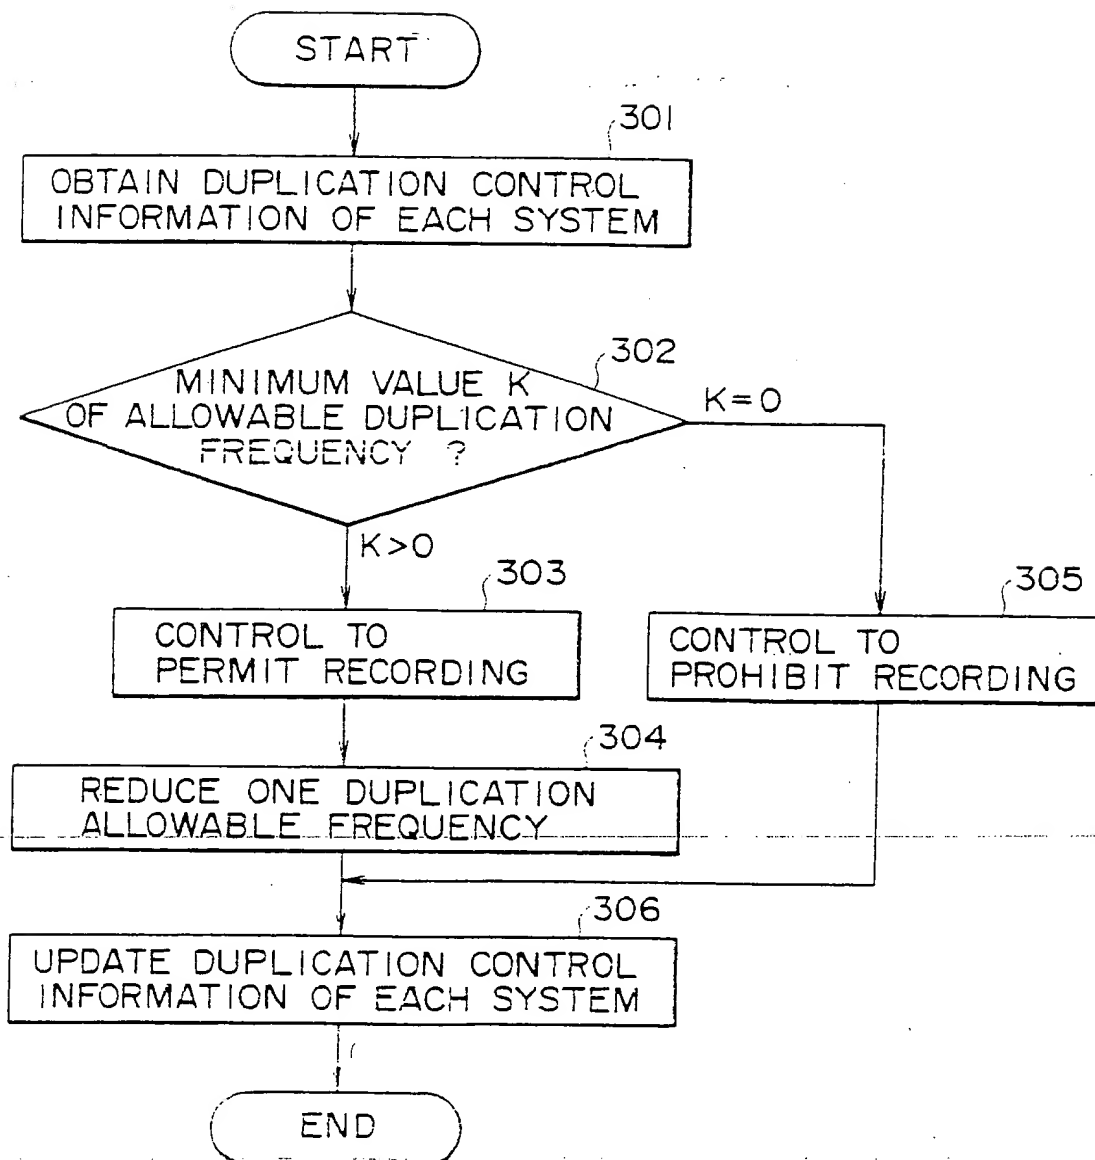 START
301
OBTAIN DUPLICATION CONTROL
INFORMATION OF EACH SYSTEM
302
MINIMUM VALUE K
OF ALLOWABLE DUPLICATION
FREQUENCY ?
K=0
K>0
303
CONTROL TO
PERMIT RECORDING
305
CONTROL TO
PROHIBIT RECORDING
304
REDUCE ONE DUPLICATION
ALLOWABLE FREQUENCY
306
UPDATE DUPLICATION CONTROL
INFORMATION OF EACH SYSTEM
END